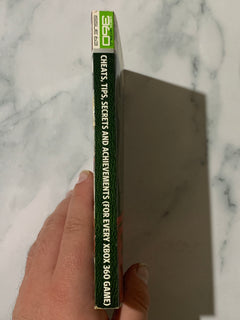 360
CHEATS, TIPS, SECRETS AND ACHIEVEMENTS (FOR EVERY XBOX 360 GAME)